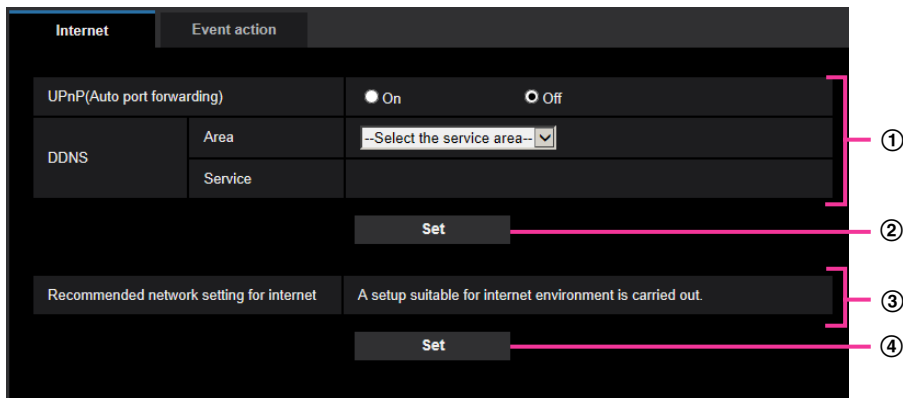 Internet Event action
UPnP(Auto port forwarding) On Off
①
DDNS Area --Select the service area--
Service
Set ②
Recommended network setting for internet A setup suitable for internet environment is carried out. ③
Set ④